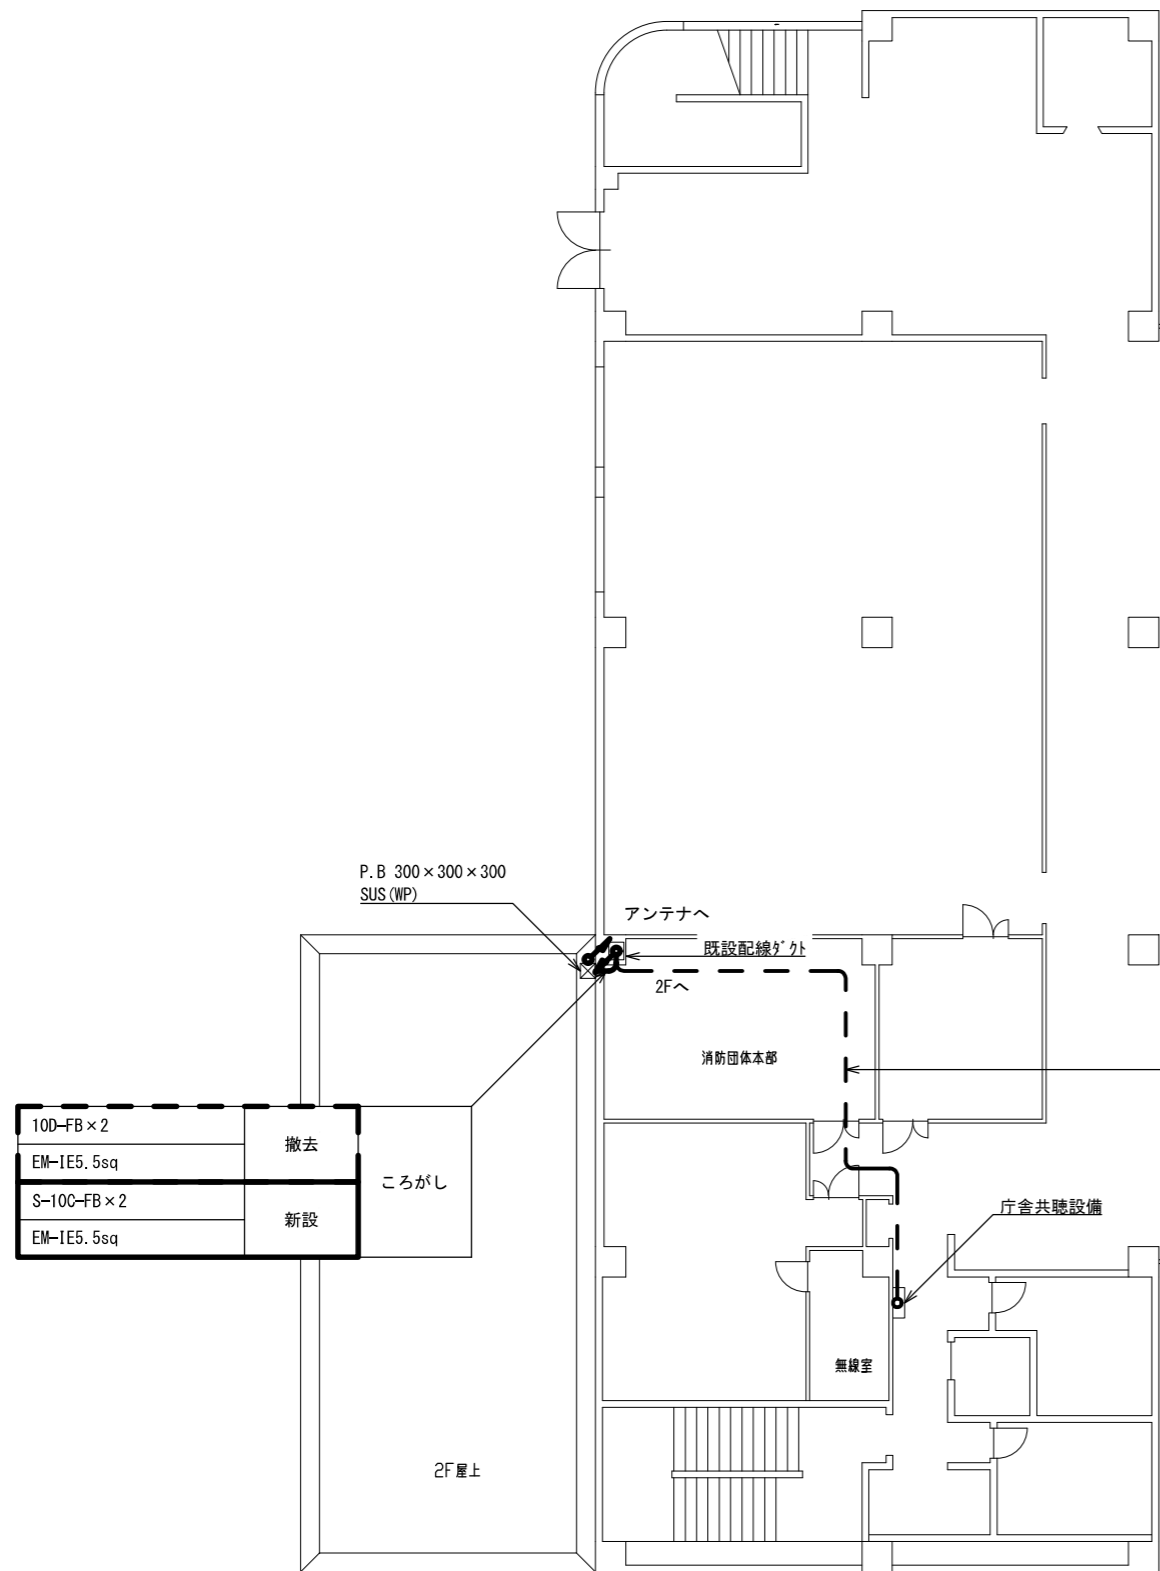 P.B 300×300×300
SUS(WP)
アンテナへ
既設配線ダクト
2Fへ
消防団体本部
10D-FB×2
EM-IE5.5sq
撤去
S-10C-FB×2
EM-IE5.5sq
新設
ころがし
庁舎共聴設備
無線室
2F屋上